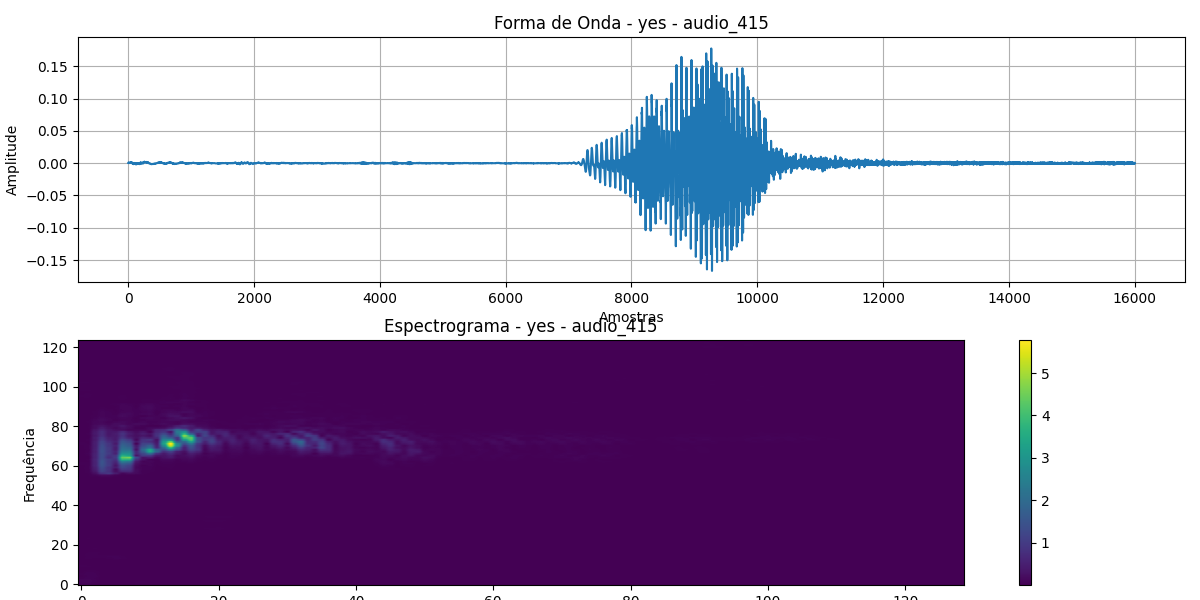 Forma de Onda - yes - audio_415
0.15
0.10
0.05
0.00
−0.05
−0.10
−0.15
Amplitude
0 2000 4000 6000 8000 10000 12000 14000 16000
Amostras
Espectrograma - yes - audio_415
120
100
80
60
40
20
0
Frequência
0 20 40 60 80 100 120
5
4
3
2
1